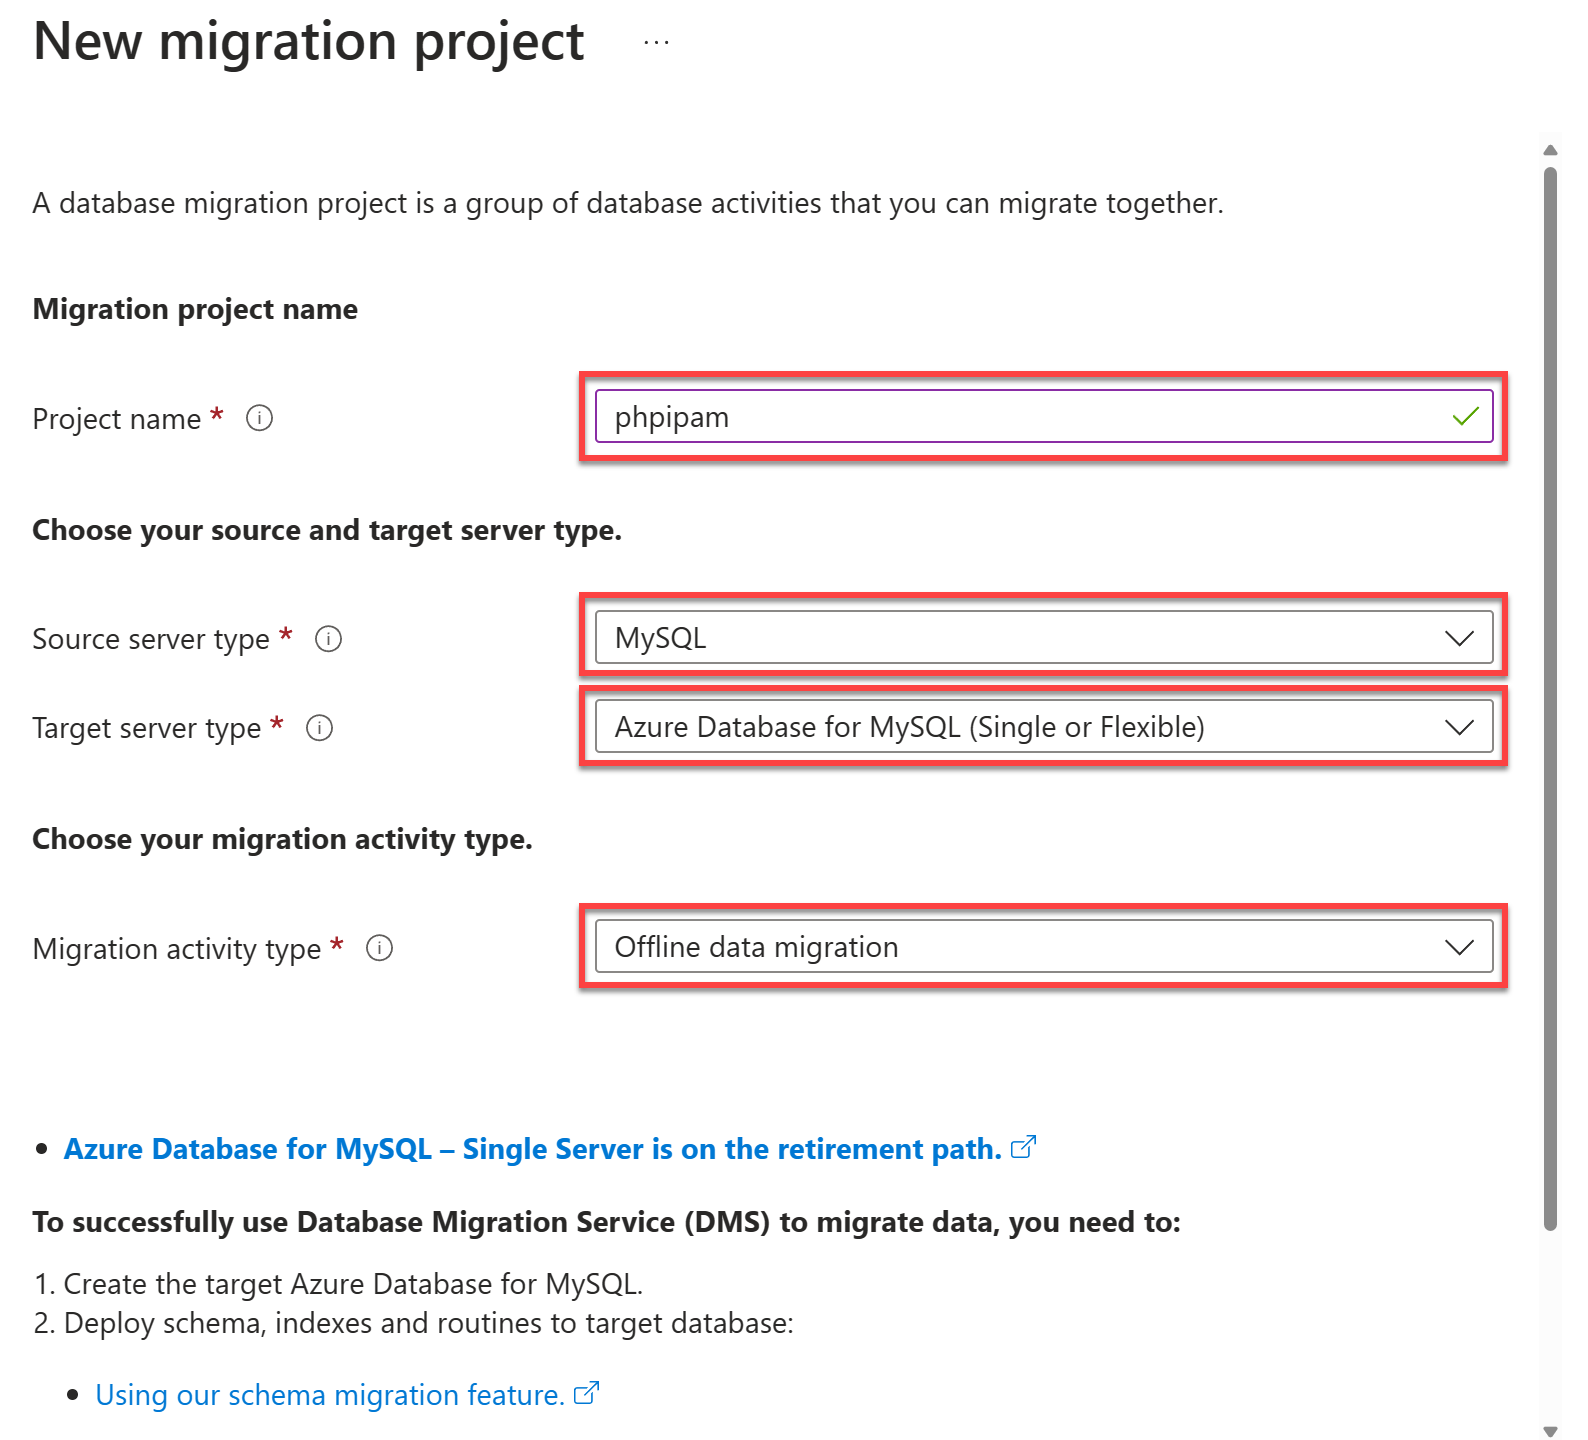 New migration project ...
A database migration project is a group of database activities that you can migrate together.
Migration project name
Project name * phpipam
Choose your source and target server type.
Source server type * MySQL
Target server type * Azure Database for MySQL (Single or Flexible)
Choose your migration activity type.
Migration activity type * Offline data migration
• Azure Database for MySQL – Single Server is on the retirement path.
To successfully use Database Migration Service (DMS) to migrate data, you need to:
1. Create the target Azure Database for MySQL.
2. Deploy schema, indexes and routines to target database:
• Using our schema migration feature.